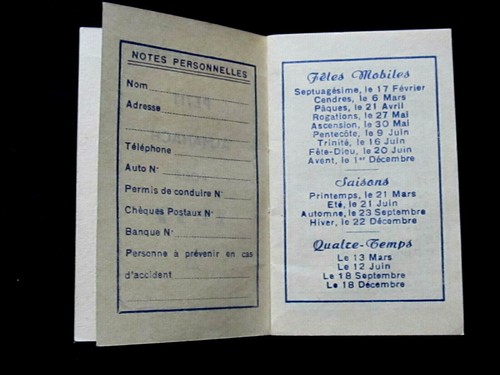 NOTES PERSONNELLES
Nom
Adresse
Téléphone
Auto N°
Permis de conduire N°
Chèques Postaux N°
Banque N°
Personne à prévenir en cas
d'accident
Fêtes Mobiles
Septuagésime, le 17 Février
Cendres, le 6 Mars
Pâques, le 21 Avril
Rogations, le 27 Mai
Ascension, le 30 Mai
Pentecôte, le 9 Juin
Trinité, le 16 Juin
Fête-Dieu, le 20 Juin
Avent, le 1er Décembre
Saisons
Printemps, le 21 Mars
Eté, le 21 Juin
Automne, le 23 Septembre
Hiver, le 22 Décembre
Quatre-Temps
Le 13 Mars
Le 12 Juin
Le 18 Septembre
Le 18 Décembre